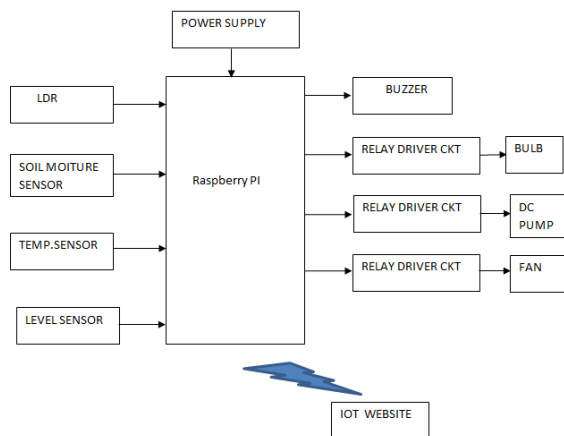 POWER SUPPLY
LDR
BUZZER
SOIL MOITURE
SENSOR
Raspberry PI
RELAY DRIVER CKT
BULB
RELAY DRIVER CKT
DC
PUMP
TEMP.SENSOR
RELAY DRIVER CKT
FAN
LEVEL SENSOR
IOT WEBSITE